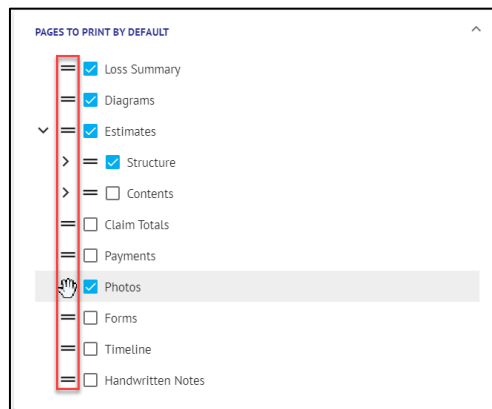 PAGES TO PRINT BY DEFAULT
Loss Summary
Diagrams
Estimates
Structure
Contents
Claim Totals
Payments
Photos
Forms
Timeline
Handwritten Notes